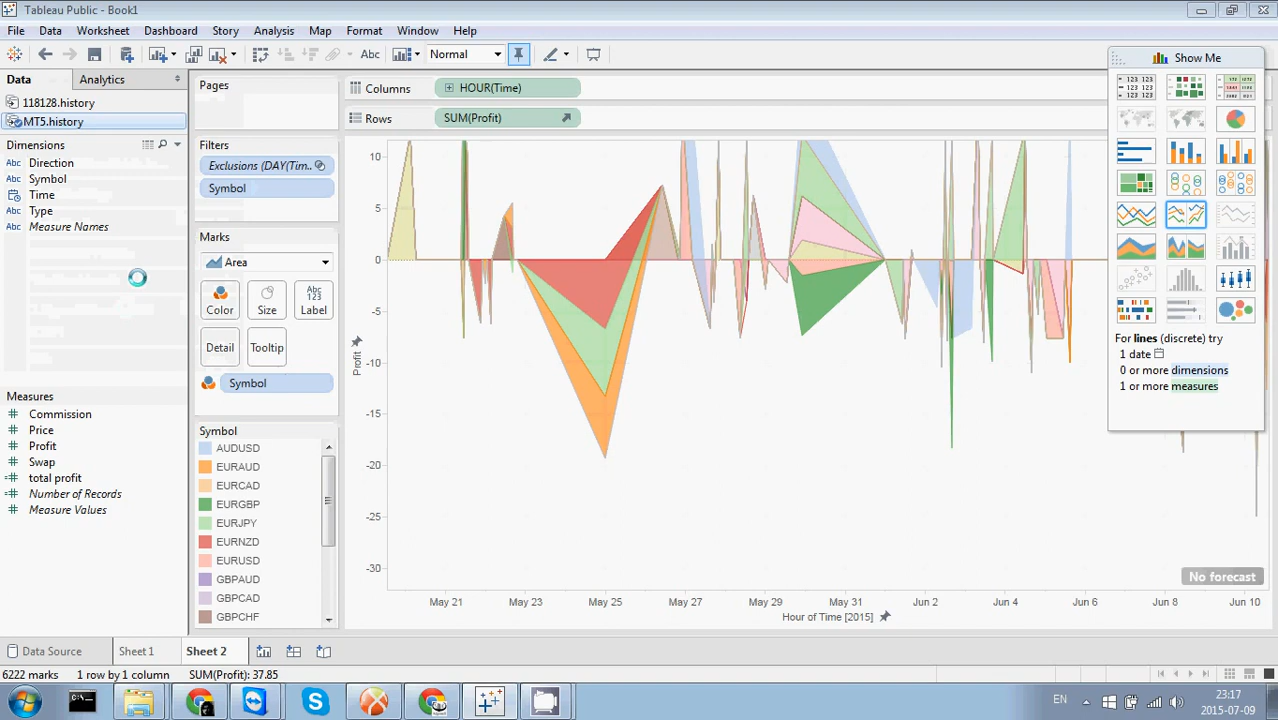 Tableau Public - Book1
File Data Worksheet Dashboard Story Analysis Map Format Window Help
Abc Normal
Data Analytics
118128.history
MT5.history
Dimensions
Abc Direction
Abc Symbol
Time
Abc Type
Abc Measure Names
Measures
# Commission
# Price
# Profit
# Swap
=# total profit
=# Number of Records
# Measure Values
Pages
Filters
Exclusions (DAY(Tim..
Symbol
Marks
Area
Color Size Abc 123 Label
Detail Tooltip
Symbol
Symbol
AUDUSD
EURAUD
EURCAD
EURGBP
EURJPY
EURNZD
EURUSD
GBPAUD
GBPCAD
GBPCHF
Columns HOUR(Time)
Rows SUM(Profit)
10
5
0
-5
-10
-15
-20
-25
-30
Profit
May 21 May 23 May 25 May 27 May 29 May 31 Jun 2 Jun 4 Jun 6 Jun 8 Jun 10
Hour of Time [2015]
No forecast
Show Me
For lines (discrete) try
1 date
0 or more dimensions
1 or more measures
Data Source Sheet 1 Sheet 2
6222 marks 1 row by 1 column SUM(Profit): 37.85
EN
23:17
2015-07-09